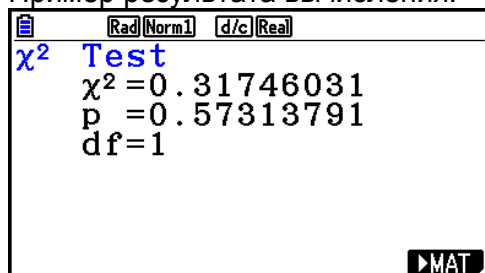 Пример результата вычисления.
Rad Norm1 d/c Real
χ² Test
χ²=0.31746031
p =0.57313791
df=1
►MAT